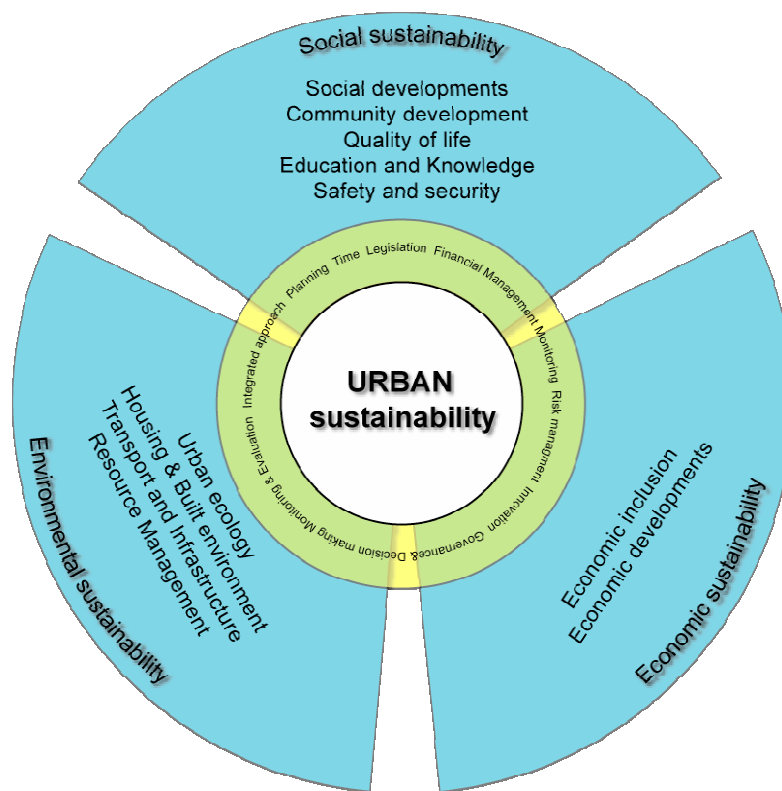 Social sustainability
Social developments
Community development
Quality of life
Education and Knowledge
Safety and security
Integrated approach Planning Time Legislation Financial Management Monitoring Risk managment Innovation Governance& Decision making Monitoring & Evaluation
URBAN
sustainability
Urban ecology
Housing & Built environment
Transport and Infrastructure
Resource Management
Environmental sustainability
Economic inclusion
Economic developments
Economic sustainability